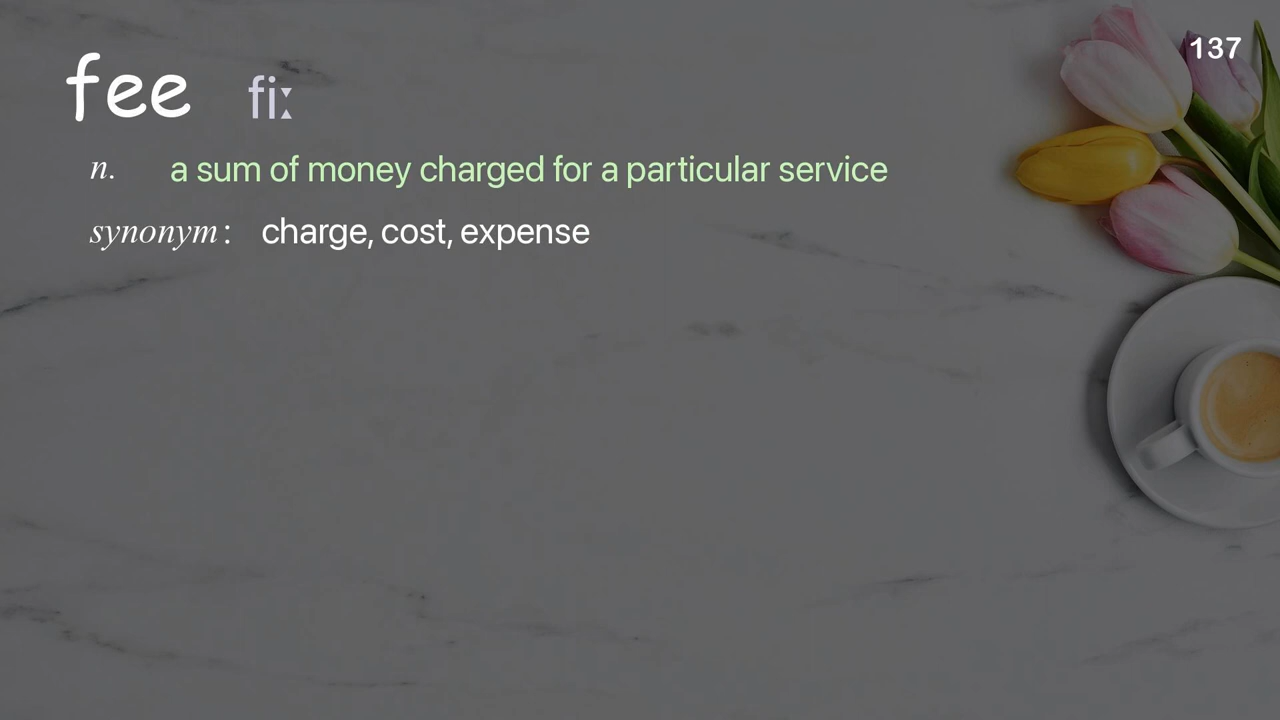 137
fee fiː
n. a sum of money charged for a particular service
synonym: charge, cost, expense